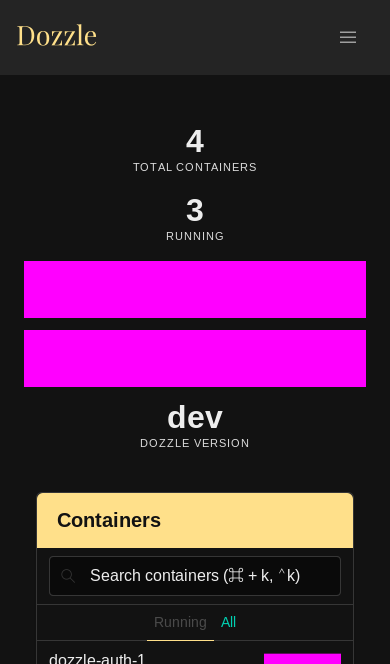 Dozzle
4
TOTAL CONTAINERS
3
RUNNING
dev
DOZZLE VERSION
Containers
Search containers (⌘ + k, ⌃k)
Running All
dozzle-auth-1